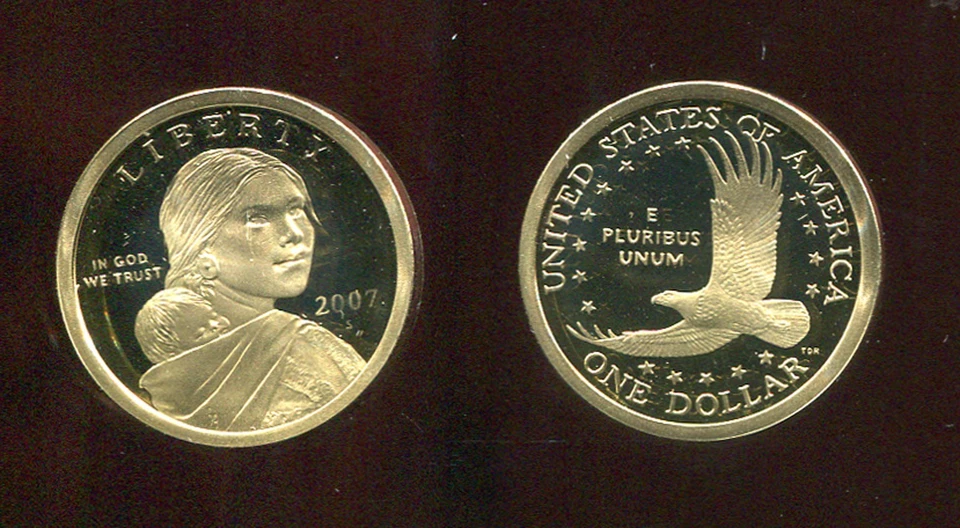 LIBERTY
IN GOD
WE TRUST
2007
S
UNITED STATES OF AMERICA
E
PLURIBUS
UNUM
TDR
ONE DOLLAR